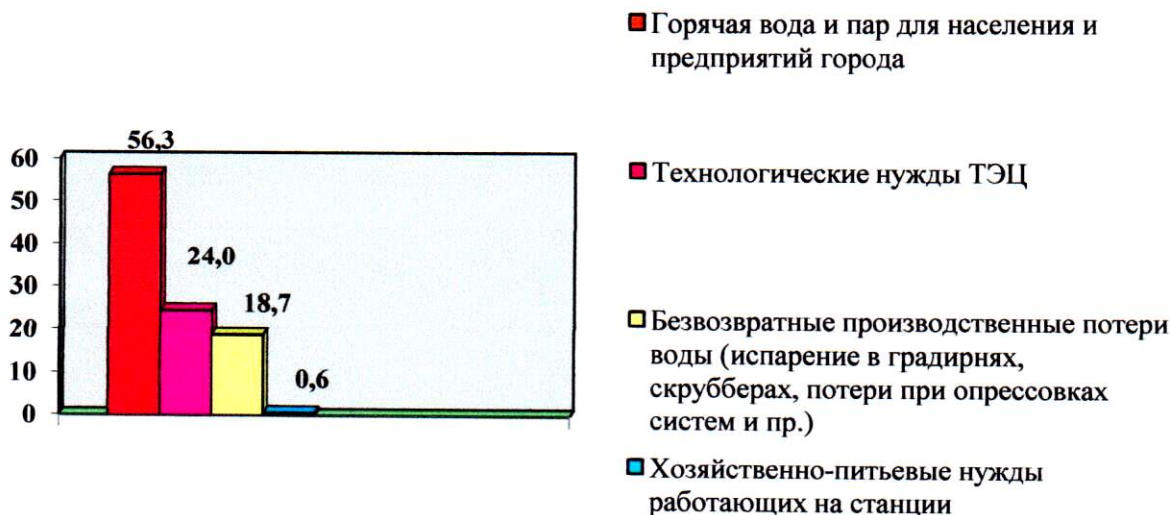 Горячая вода и пар для населения и
предприятий города
56,3
60
50
40
30
20
10
0
24,0
18,7
0,6
Технологические нужды ТЭЦ
Безвозвратные производственные потери
воды (испарение в градирнях,
скрубберах, потери при опрессовках
систем и пр.)
Хозяйственно-питьевые нужды
работающих на станции